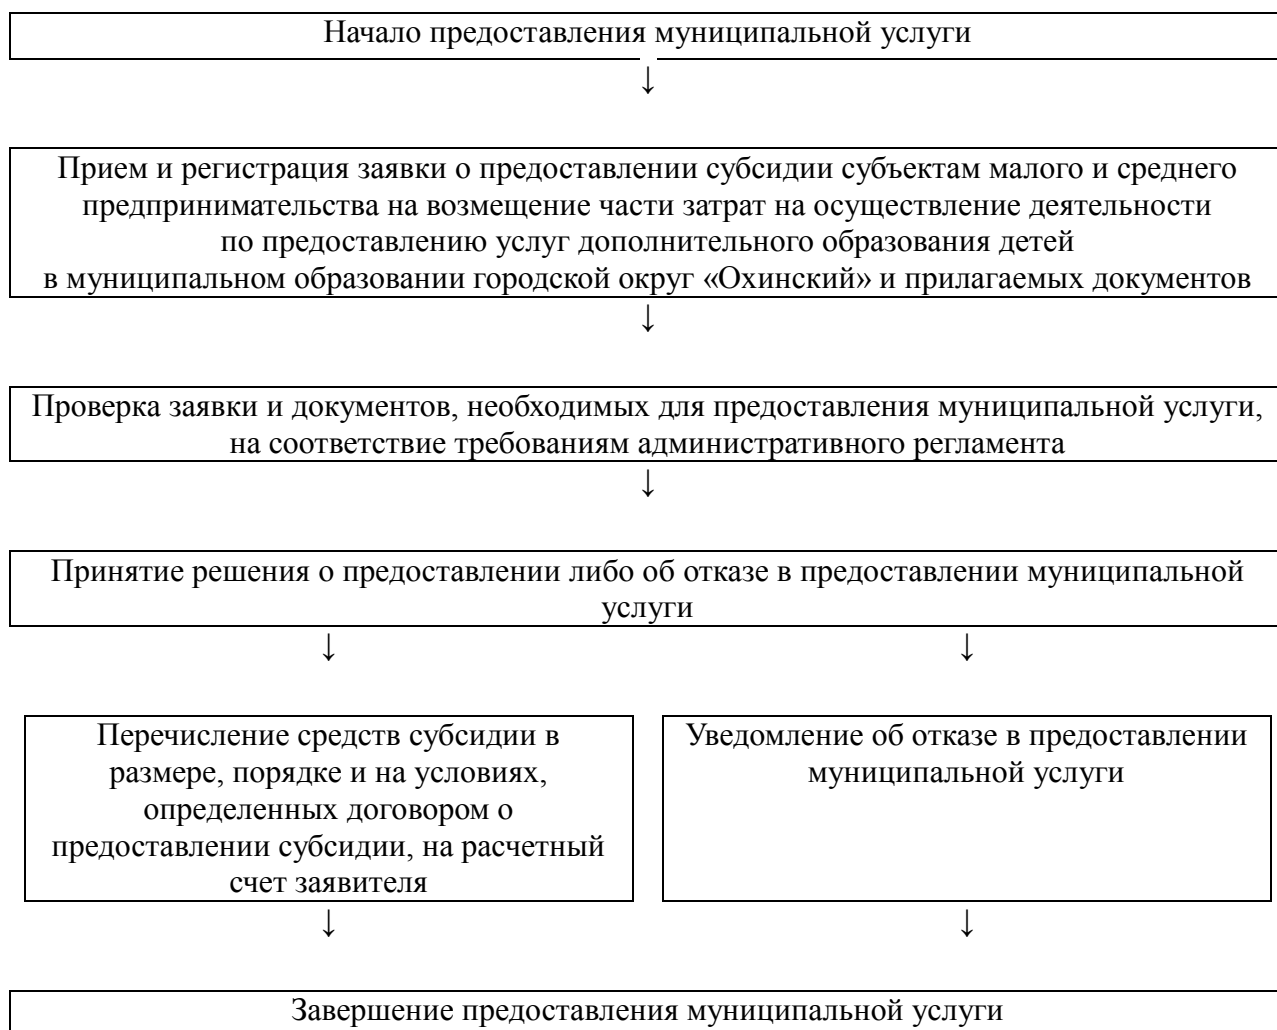 Начало предоставления муниципальной услуги
↓
Прием и регистрация заявки о предоставлении субсидии субъектам малого и среднего
предпринимательства на возмещение части затрат на осуществление деятельности
по предоставлению услуг дополнительного образования детей
в муниципальном образовании городской округ «Охинский» и прилагаемых документов
↓
Проверка заявки и документов, необходимых для предоставления муниципальной услуги,
на соответствие требованиям административного регламента
↓
Принятие решения о предоставлении либо об отказе в предоставлении муниципальной
услуги
↓ ↓
Перечисление средств субсидии в
размере, порядке и на условиях,
определенных договором о
предоставлении субсидии, на расчетный
счет заявителя
Уведомление об отказе в предоставлении
муниципальной услуги
↓ ↓
Завершение предоставления муниципальной услуги